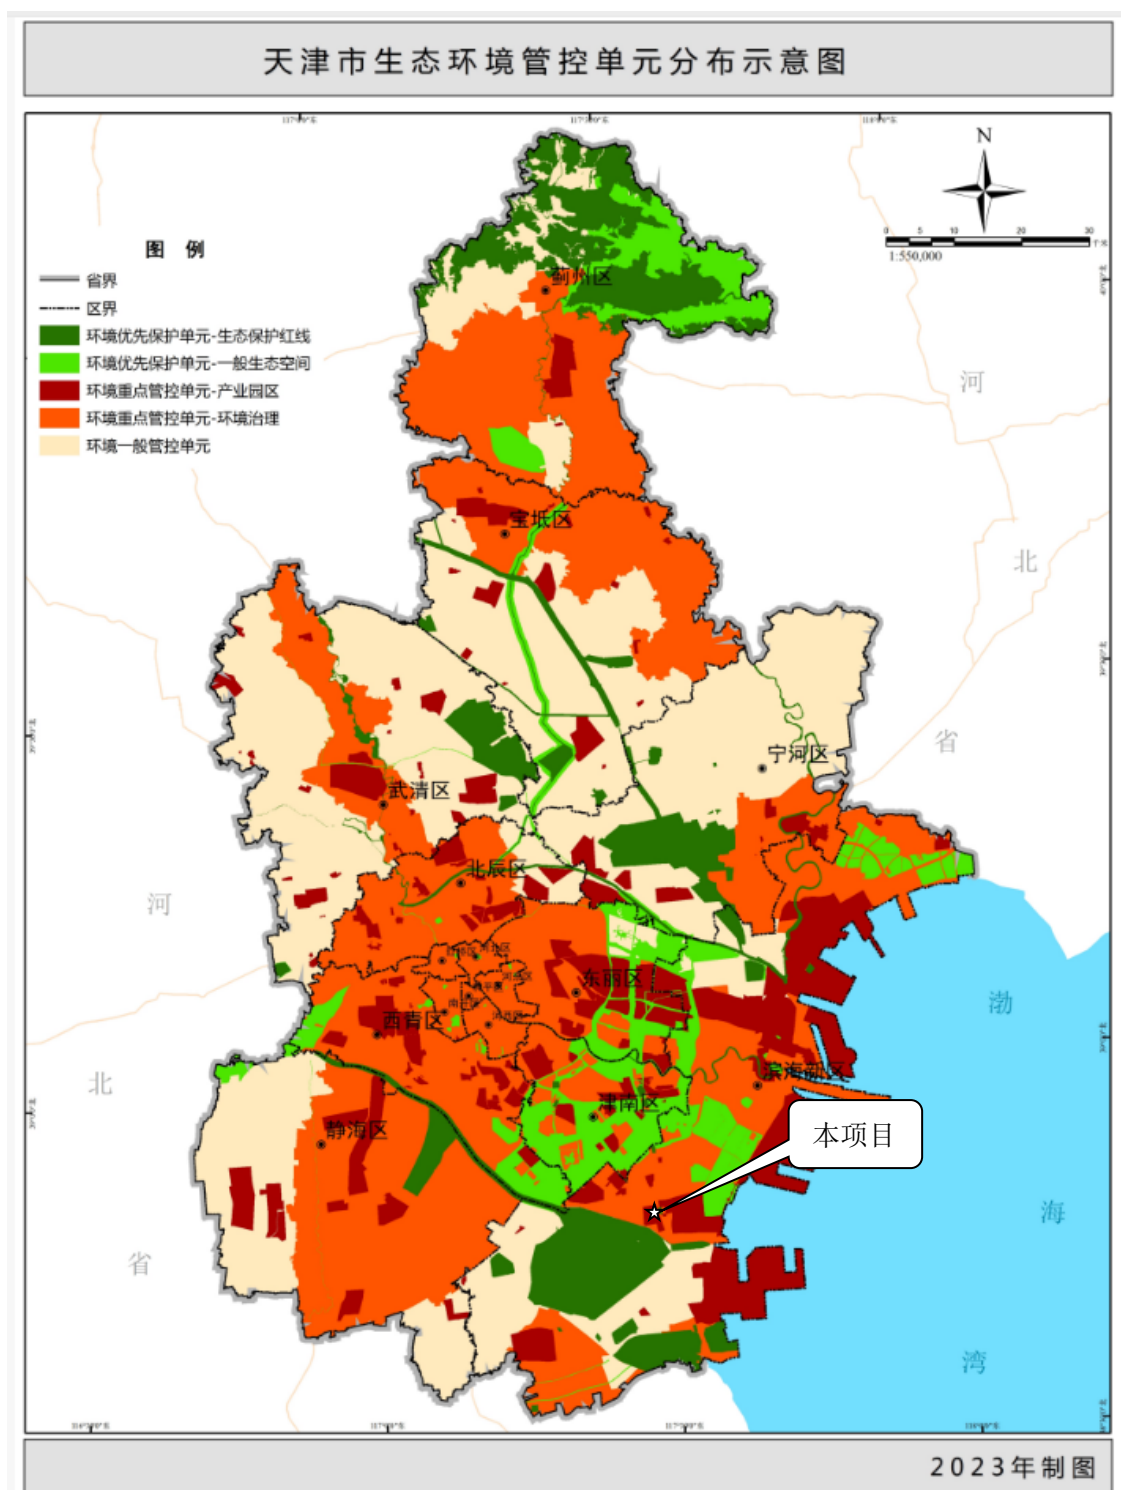 天津市生态环境管控单元分布示意图
N
0 5 10 20 30
千米
1:550,000
图 例
省界
区界
环境优先保护单元-生态保护红线
环境优先保护单元-一般生态空间
环境重点管控单元-产业园区
环境重点管控单元-环境治理
环境一般管控单元
蓟州区
河
宝坻区
北
宁河区
省
武清区
北辰区
河
东丽区
西青区
渤
滨海新区
北
津南区
本项目
静海区
海
省
湾
2023年制图